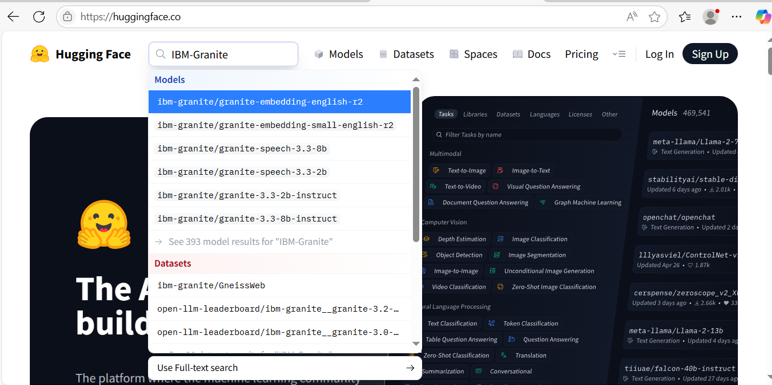 https://huggingface.co
Hugging Face
IBM-Granite
Models
Datasets
Spaces
Docs
Pricing
Log In
Sign Up
Models
ibm-granite/granite-embedding-english-r2
ibm-granite/granite-embedding-small-english-r2
ibm-granite/granite-speech-3.3-8b
ibm-granite/granite-speech-3.3-2b
ibm-granite/granite-3.3-2b-instruct
ibm-granite/granite-3.3-8b-instruct
See 393 model results for "IBM-Granite"
Datasets
ibm-granite/GneissWeb
open-llm-leaderboard/ibm-granite__granite-3.2-…
open-llm-leaderboard/ibm-granite__granite-3.0-…
Use Full-text search
The A
build
The platform where the machine learning community
Tasks Libraries Datasets Languages Licenses Other
Filter Tasks by name
Multimodal
Text-to-Image Image-to-Text
Text-to-Video Visual Question Answering
Document Question Answering Graph Machine Learning
Computer Vision
Depth Estimation Image Classification
Object Detection Image Segmentation
Image-to-Image Unconditional Image Generation
Video Classification Zero-Shot Image Classification
Natural Language Processing
Text Classification Token Classification
Table Question Answering Question Answering
Zero-Shot Classification Translation
Summarization Conversational
Models 469,541
meta-llama/Llama-2-7
Text Generation • Updated
stabilityai/stable-di
Updated 6 days ago • 2.01k
openchat/openchat
Text Generation • Updated 2 da
lllyasviel/ControlNet-v
Updated Apr 26 • 1.87k
cerspense/zeroscope_v2_X
Updated 3 days ago • 2.66k •
meta-llama/Llama-2-13b
Text Generation • Updated 4 days
tiiuae/falcon-40b-instruct
Text Generation • Updated 27 days